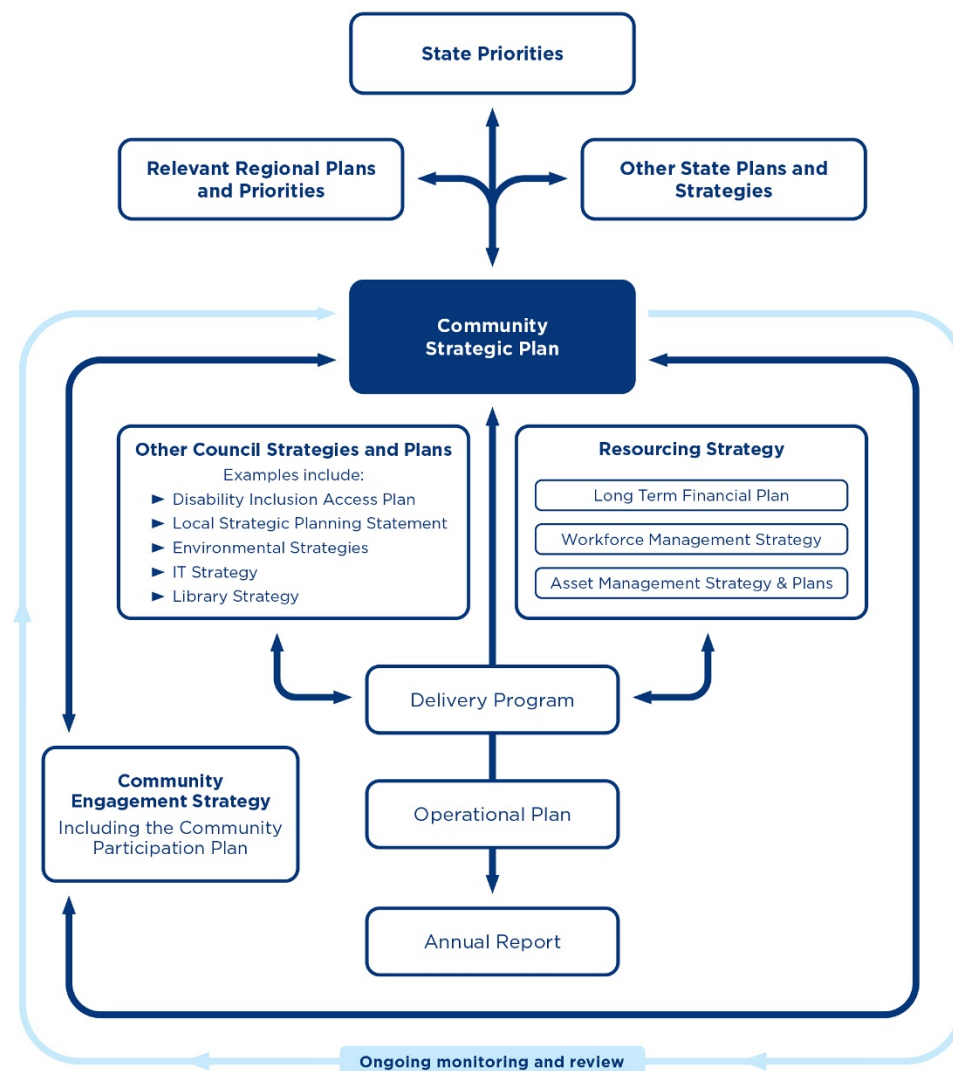 State Priorities
Relevant Regional Plans
and Priorities
Other State Plans and
Strategies
Community
Strategic Plan
Other Council Strategies and Plans
Examples include:
► Disability Inclusion Access Plan
► Local Strategic Planning Statement
► Environmental Strategies
► IT Strategy
► Library Strategy
Resourcing Strategy
Long Term Financial Plan
Workforce Management Strategy
Asset Management Strategy & Plans
Delivery Program
Community
Engagement Strategy
Including the Community
Participation Plan
Operational Plan
Annual Report
Ongoing monitoring and review